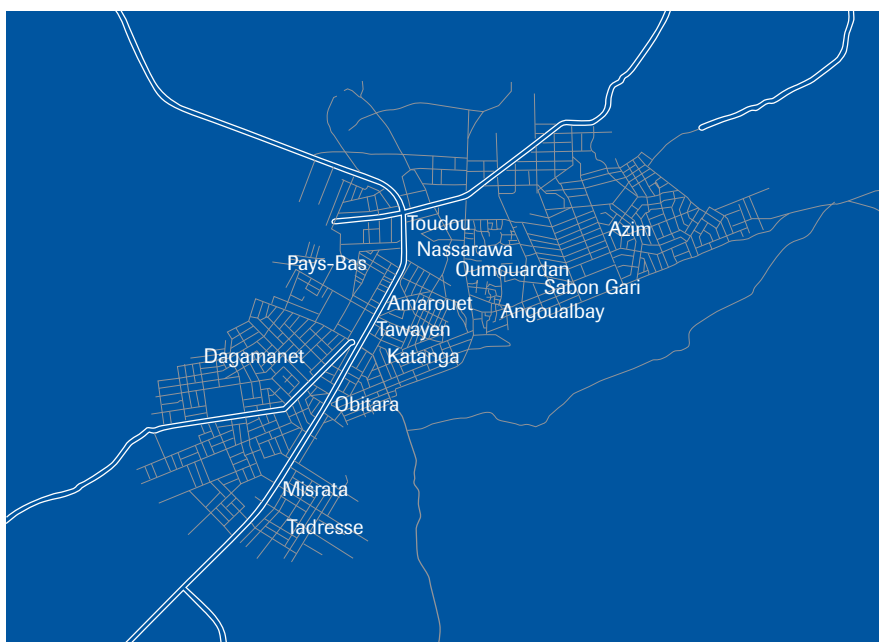 Toudou
Azim
Nassarawa
Pays-Bas
Oumouardan
Sabon Gari
Amarouet
Angoualbay
Tawayen
Dagamanet
Katanga
Obitara
Misrata
Tadresse